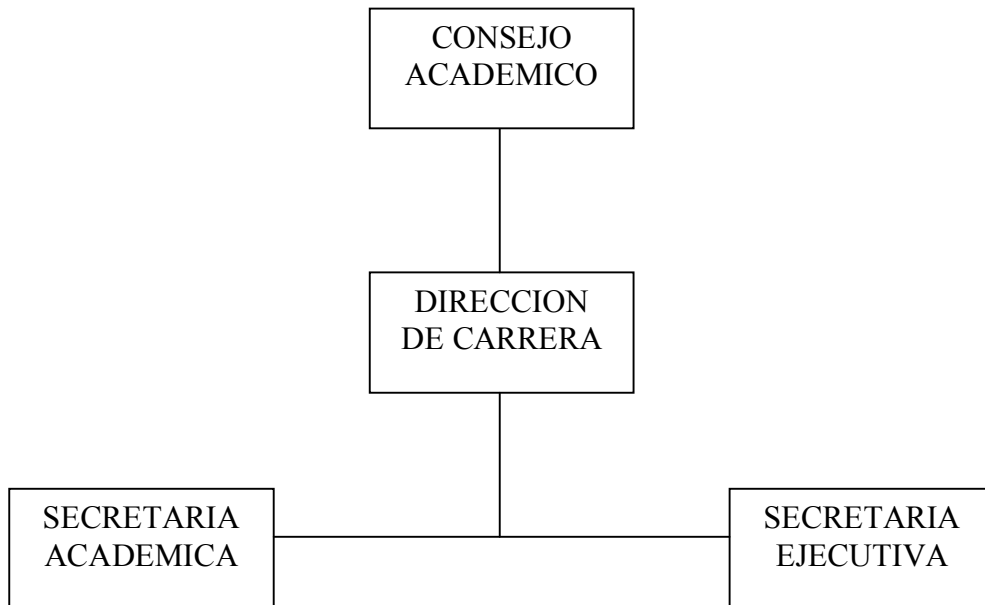 CONSEJO
ACADEMICO
DIRECCION
DE CARRERA
SECRETARIA
ACADEMICA
SECRETARIA
EJECUTIVA